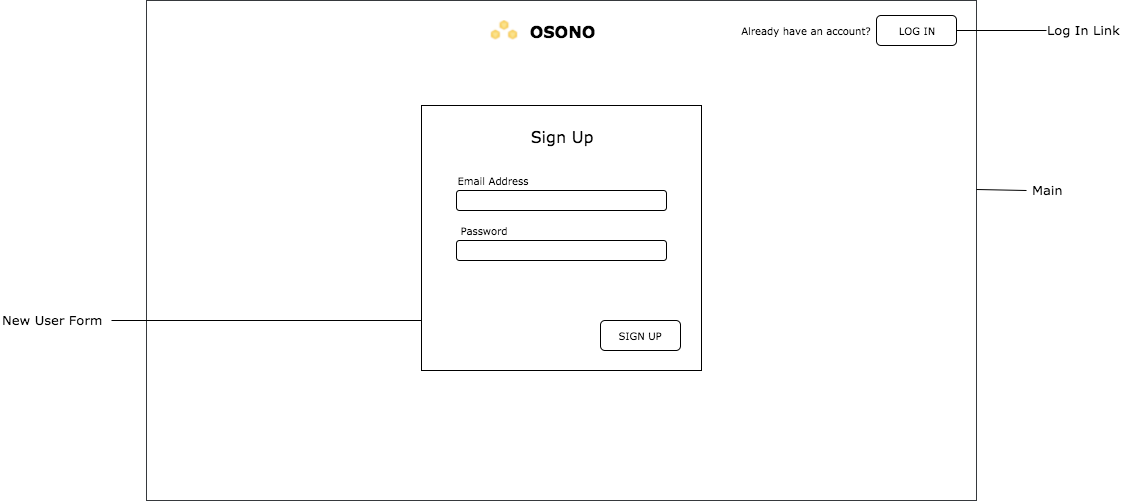 OSONO
Already have an account?
LOG IN
Log In Link
Sign Up
Email Address
Main
Password
New User Form
SIGN UP